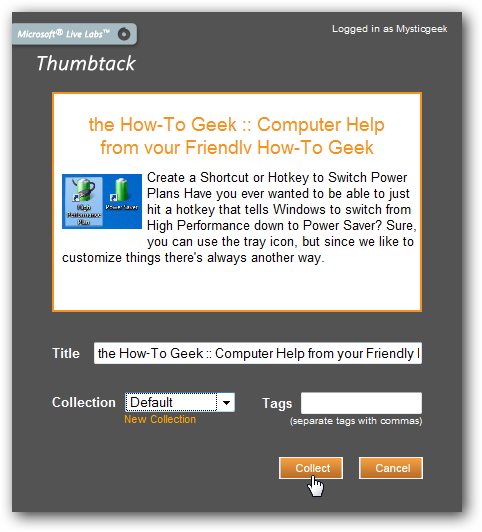 Microsoft® Live Labs™
Logged in as Mysticgeek
Thumbtack
the How-To Geek :: Computer Help
from your Friendly How-To Geek
Create a Shortcut or Hotkey to Switch Power
Plans Have you ever wanted to be able to just
hit a hotkey that tells Windows to switch from
High Performance down to Power Saver? Sure,
you can use the tray icon, but since we like to
customize things there's always another way.
High
Performance
Plan
Power Saver
Title
the How-To Geek :: Computer Help from your Friendly
Collection
Default
Tags
New Collection
(separate tags with commas)
Collect
Cancel